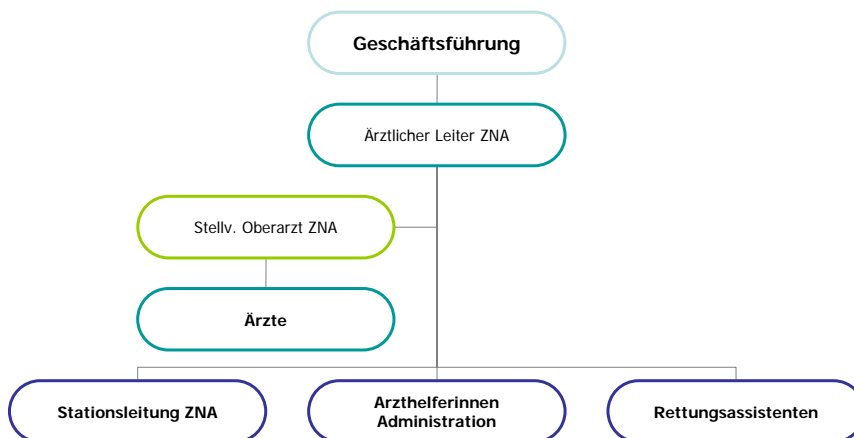 Geschäftsführung
Ärztlicher Leiter ZNA
Stellv. Oberarzt ZNA
Ärzte
Stationsleitung ZNA
Arzthelferinnen
Administration
Rettungsassistenten